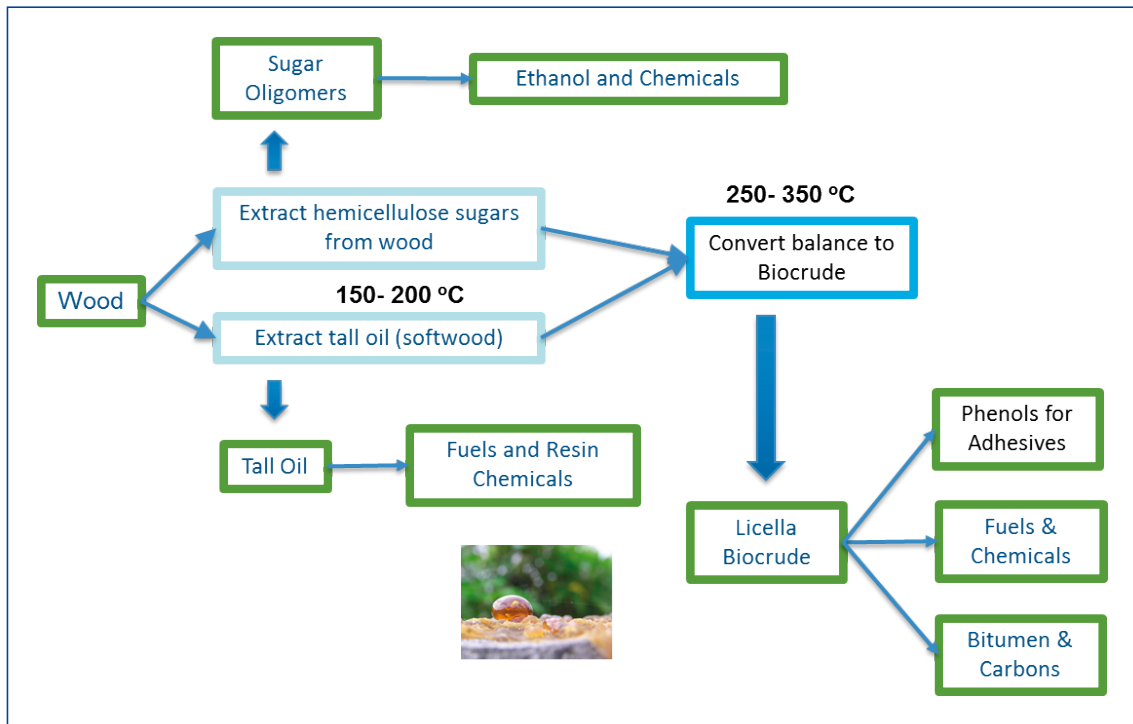 Sugar
Oligomers
Ethanol and Chemicals
Extract hemicellulose sugars
from wood
250- 350 ºC
Convert balance to
Biocrude
Wood
150- 200 ºC
Extract tall oil (softwood)
Tall Oil
Fuels and Resin
Chemicals
Licella
Biocrude
Phenols for
Adhesives
Fuels &
Chemicals
Bitumen &
Carbons